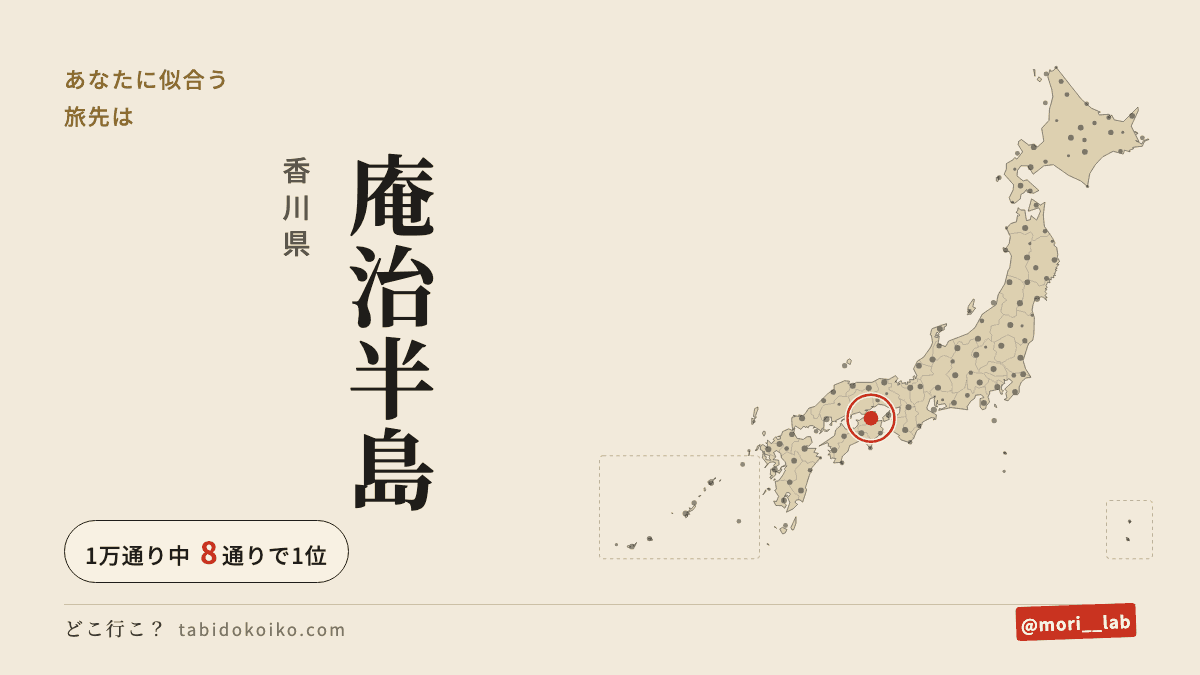 あなたに似合う
旅先は
庵治半島
香川県
1万通り中 8通りで1位
どこ行こ？ tabidokoiko.com
@mori__lab